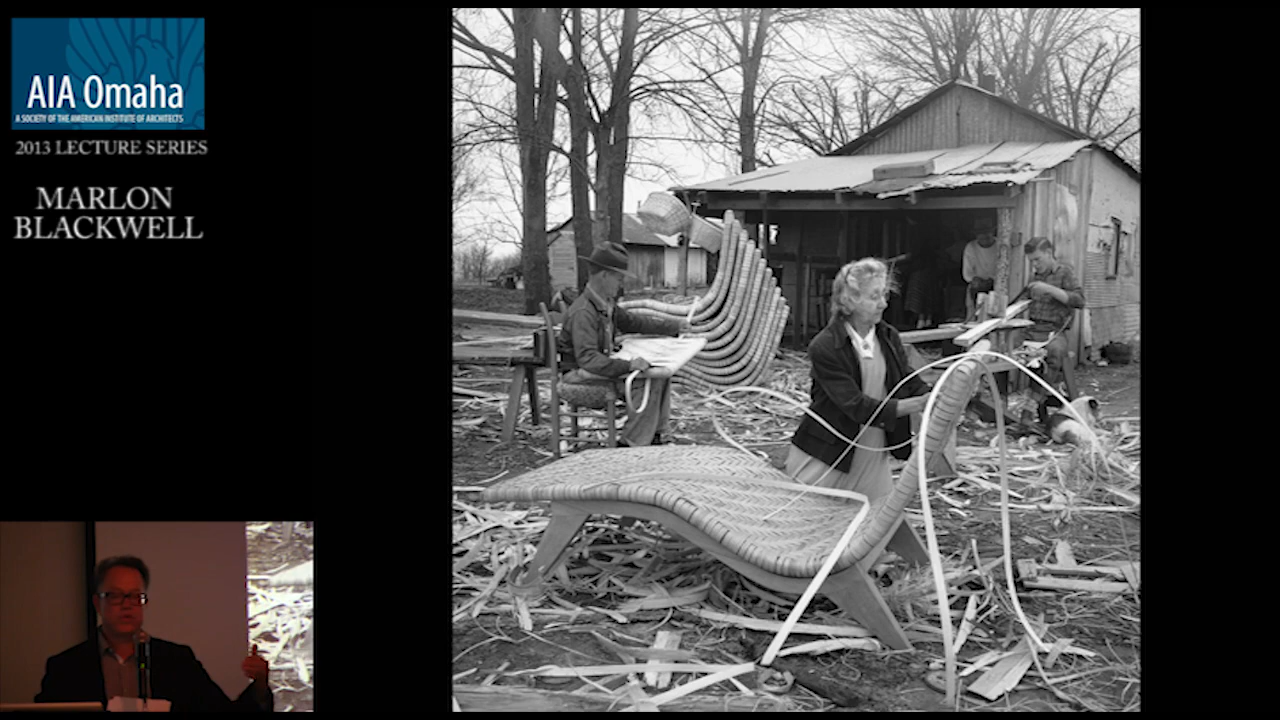 AIA Omaha
A SOCIETY OF THE AMERICAN INSTITUTE OF ARCHITECTS
2013 LECTURE SERIES
MARLON
BLACKWELL